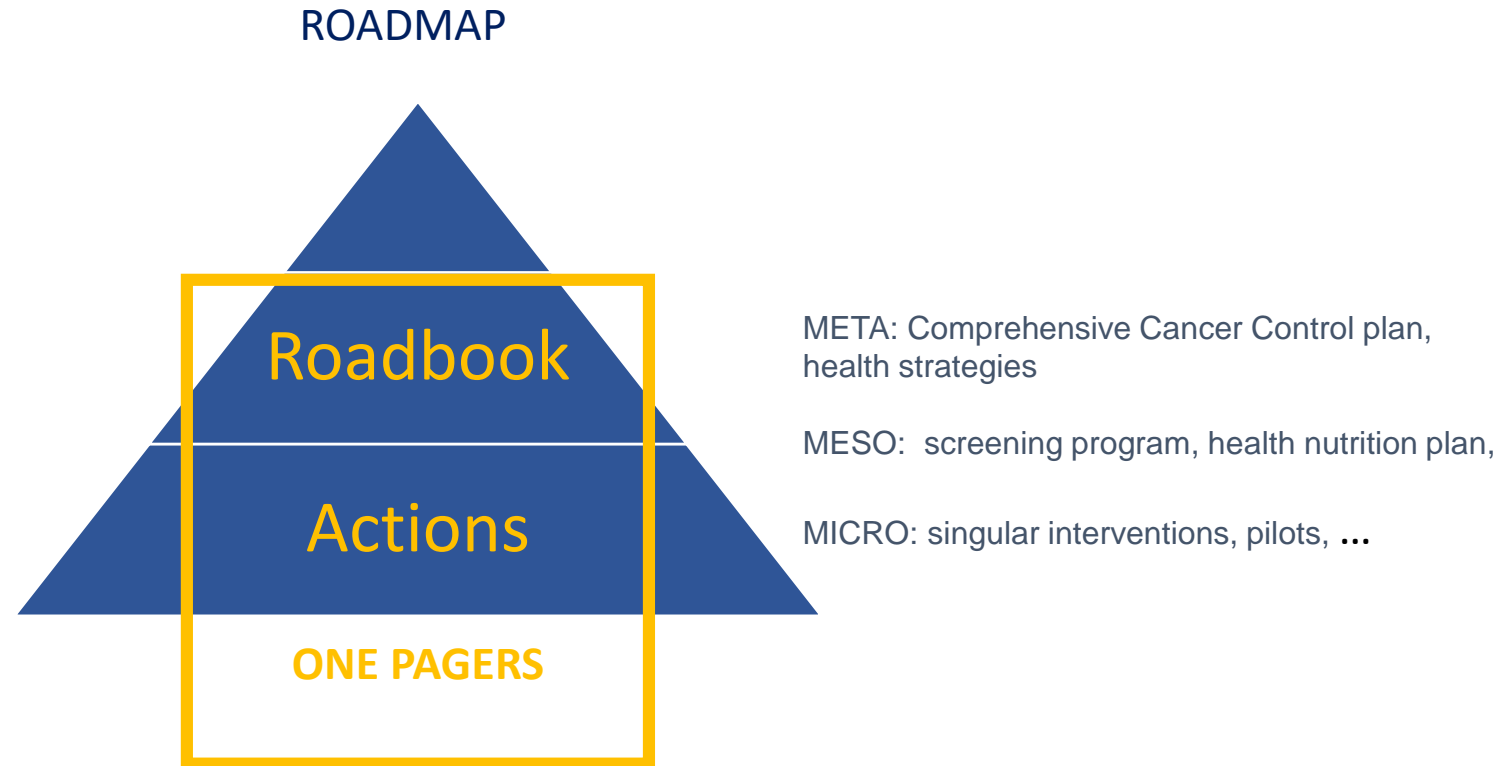 ROADMAP
Roadbook
Actions
ONE PAGERS
META: Comprehensive Cancer Control plan,
health strategies
MESO:  screening program, health nutrition plan,
MICRO: singular interventions, pilots, ...